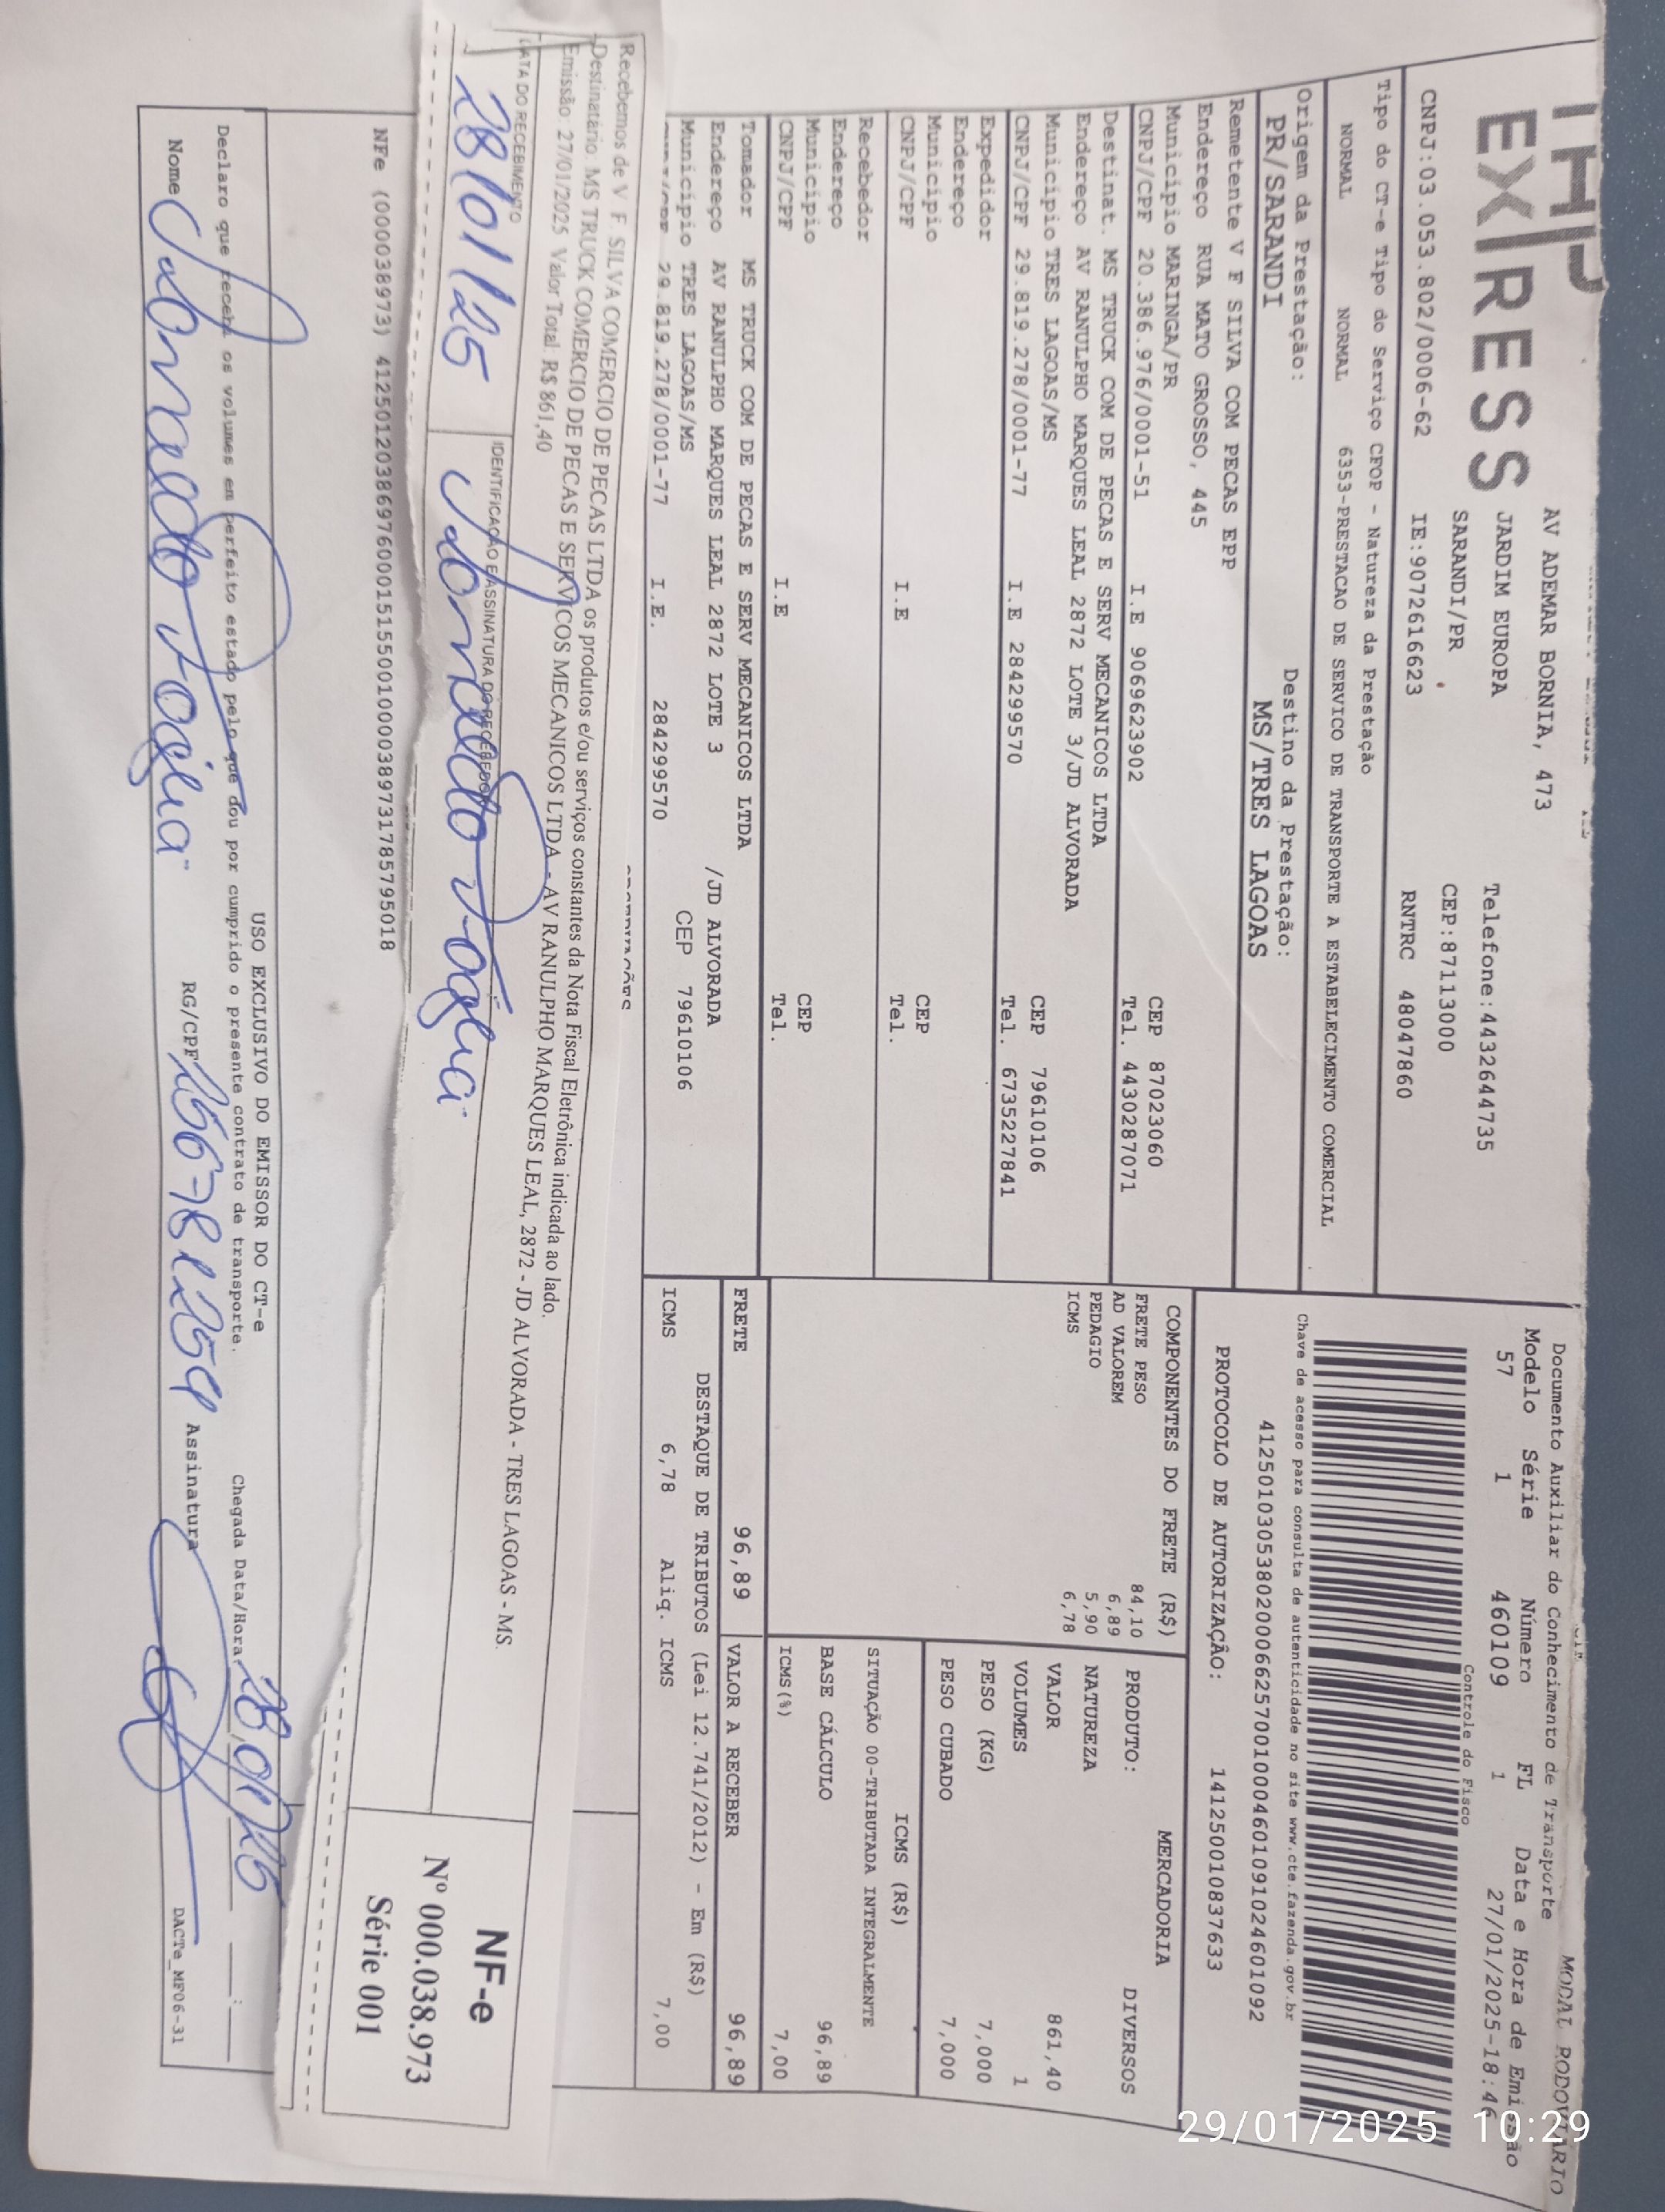 THP
EX|RESS
AV ADEMAR BORNIA, 473
JARDIM EUROPA
Telefone:4432644735
SARANDI/PR
CEP:87113000
CNPJ:03.053.802/0006-62 IE:9072616623 RNTRC 48047860
MODAL RODOVIÁRIO
Documento Auxiliar do Conhecimento de Transporte
Modelo Série Número FL Data e Hora de Emissão
57 1 460109 1 27/01/2025-18:46
Controle do Fisco
Tipo do CT-e Tipo do Serviço CFOP - Natureza da Prestação
NORMAL NORMAL 6353-PRESTACAO DE SERVICO DE TRANSPORTE A ESTABELECIMENTO COMERCIAL
Chave de acesso para consulta de autenticidade no site www.cte.fazenda.gov.br
41250103053802000662570010004601091024601092
Origem da Prestação: Destino da Prestação:
PR/SARANDI MS/TRES LAGOAS
PROTOCOLO DE AUTORIZAÇÃO: 141250010837633
Remetente V F SILVA COM PECAS EPP
Endereço RUA MATO GROSSO, 445
Municipio MARINGA/PR CEP 87023060
CNPJ/CPF 20.386.976/0001-51 I.E 9069623902 Tel. 4430287071
Destinat. MS TRUCK COM DE PECAS E SERV MECANICOS LTDA
Endereço AV RANULPHO MARQUES LEAL 2872 LOTE 3/JD ALVORADA
Municipio TRES LAGOAS/MS CEP 79610106
CNPJ/CPF 29.819.278/0001-77 I.E 284299570 Tel. 6735227841
Expedidor
Endereço
Municipio CEP
CNPJ/CPF I.E Tel.
Recebedor
Endereço
Municipio CEP
CNPJ/CPF I.E Tel.
Tomador MS TRUCK COM DE PECAS E SERV MECANICOS LTDA
Endereço AV RANULPHO MARQUES LEAL 2872 LOTE 3 /JD ALVORADA
Municipio TRES LAGOAS/MS CEP 79610106
29.819.278/0001-77 I.E. 284299570
COMPONENTES DO FRETE (R$)
FRETE PESO 84,10
AD VALOREM 6,89
PEDAGIO 5,90
ICMS 6,78
MERCADORIA
PRODUTO: DIVERSOS
NATUREZA
VALOR 861,40
VOLUMES 1
PESO (KG) 7,000
PESO CUBADO 7,000
ICMS (R$)
SITUAÇÃO 00-TRIBUTADA INTEGRALMENTE
BASE CÁLCULO 96,89
ICMS(%) 7,00
FRETE 96,89 VALOR A RECEBER 96,89
DESTAQUE DE TRIBUTOS (Lei 12.741/2012) - Em (R$)
ICMS 6,78 Aliq. ICMS 7,00
Recebemos de V F. SILVA COMERCIO DE PECAS LTDA os produtos e/ou serviços constantes da Nota Fiscal Eletrônica indicada ao lado.
Destinatário: MS TRUCK COMERCIO DE PECAS E SERVICOS MECANICOS LTDA - AV RANULPHO MARQUES LEAL, 2872 - JD ALVORADA - TRES LAGOAS - MS.
Emissão: 27/01/2025 Valor Total: R$ 861,40
DATA DO RECEBIMENTO
28/01/25
IDENTIFICAÇÃO E ASSINATURA DO RECEBEDOR
NF-e
Nº 000.038.973
Série 001
NFe (000038973) 41250120386976000151550010000389731785795018
USO EXCLUSIVO DO EMISSOR DO CT-e
Declaro que recebi os volumes em perfeito estado pelo que dou por cumprido o presente contrato de transporte.
Chegada Data/Hora
Nome RG/CPF Assinatura
DACTe_MF06-31
29/01/2025 10:29